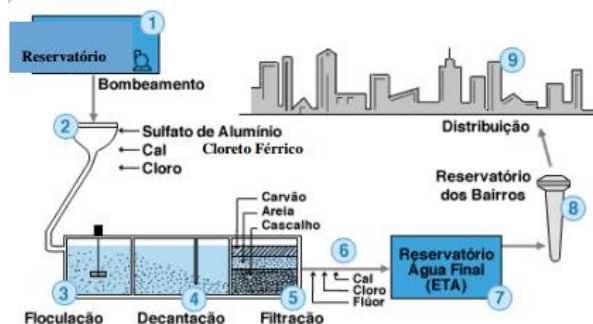 1
Reservatório
Bombeamento
2
Sulfato de Alumínio
Cal
Cloreto Férrico
Cloro
9
Distribuição
Reservatório
dos Bairros
8
Carvão
Areia
Cascalho
3
4
5
6
Cal
Cloro
Flúor
Reservatório
Água Final
(ETA)
7
Floculação
Decantação
Filtração